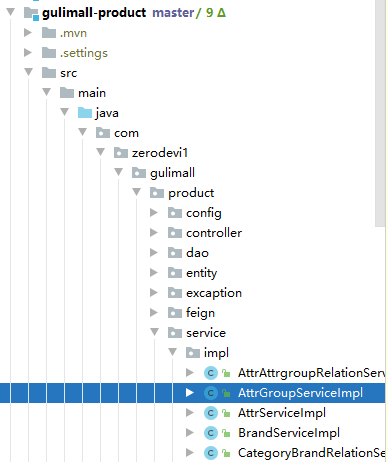 gulimall-product master / 9 Δ
.mvn
.settings
src
main
java
com
zerodevi1
gulimall
product
config
controller
dao
entity
excaption
feign
service
impl
AttrAttrgroupRelationServ
AttrGroupServiceImpl
AttrServiceImpl
BrandServiceImpl
CategoryBrandRelationSe